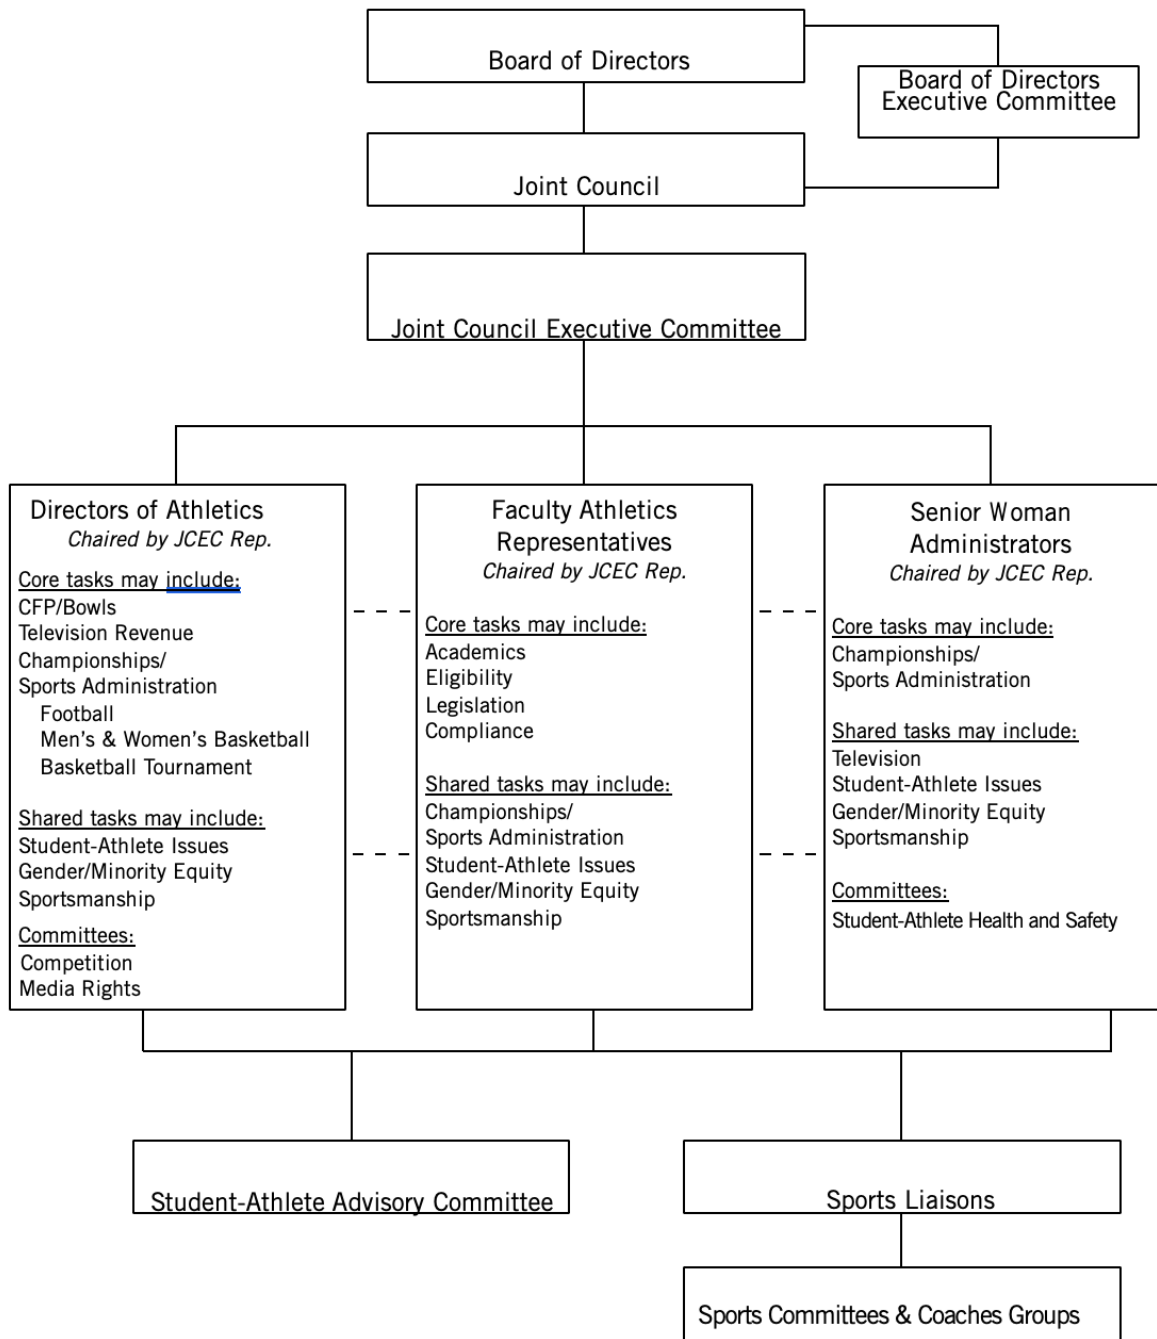 Board of Directors
Board of Directors
Executive Committee
Joint Council
Joint Council Executive Committee
Directors of Athletics
Chaired by JCEC Rep.
Core tasks may include:
CFP/Bowls
Television Revenue
Championships/
Sports Administration
Football
Men’s & Women’s Basketball
Basketball Tournament
Shared tasks may include:
Student-Athlete Issues
Gender/Minority Equity
Sportsmanship
Committees:
Competition
Media Rights
Faculty Athletics
Representatives
Chaired by JCEC Rep.
Core tasks may include:
Academics
Eligibility
Legislation
Compliance
Shared tasks may include:
Championships/
Sports Administration
Student-Athlete Issues
Gender/Minority Equity
Sportsmanship
Senior Woman
Administrators
Chaired by JCEC Rep.
Core tasks may include:
Championships/
Sports Administration
Shared tasks may include:
Television
Student-Athlete Issues
Gender/Minority Equity
Sportsmanship
Committees:
Student-Athlete Health and Safety
Student-Athlete Advisory Committee
Sports Liaisons
Sports Committees & Coaches Groups